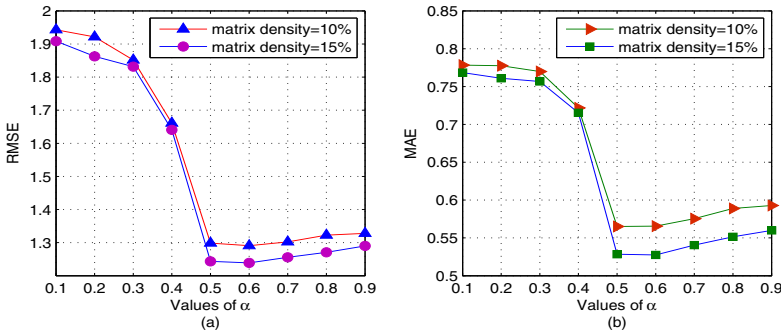 2
1.9
1.8
1.7
1.6
1.5
1.4
1.3
RMSE
matrix density=10%
matrix density=15%
0.1 0.2 0.3 0.4 0.5 0.6 0.7 0.8 0.9
Values of α
(a)
0.85
0.8
0.75
0.7
0.65
0.6
0.55
0.5
MAE
matrix density=10%
matrix density=15%
0.1 0.2 0.3 0.4 0.5 0.6 0.7 0.8 0.9
Values of α
(b)